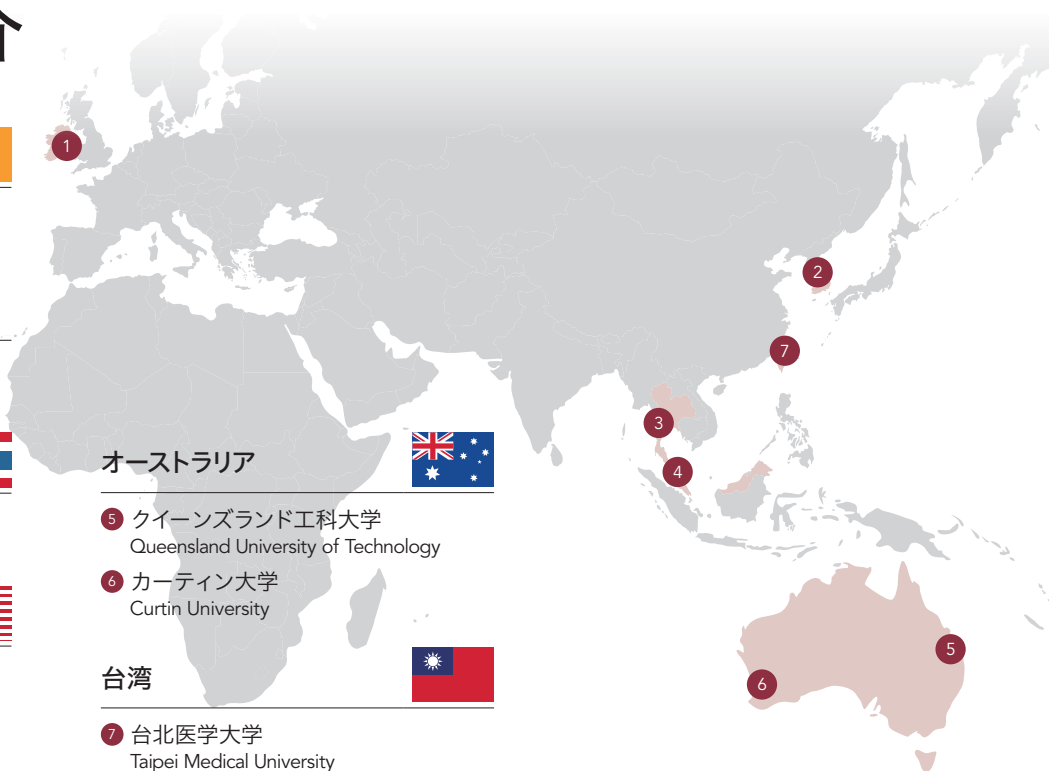 介
オーストラリア
5 クイーンズランド工科大学
Queensland University of Technology
6 カーティン大学
Curtin University
台湾
7 台北医学大学
Taipei Medical University
1
2
7
3
4
5
6